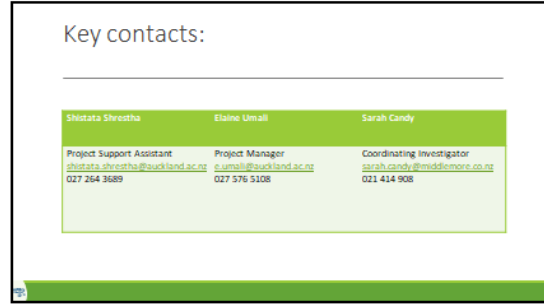 Key contacts:
Shistata Shrestha
Elaine Umali
Sarah Candy
Project Support Assistant
shistata.shrestha@auckland.ac.nz
027 264 3689
Project Manager
e.umali@auckland.ac.nz
027 576 5108
Coordinating Investigator
sarah.candy@middlemore.co.nz
021 414 908